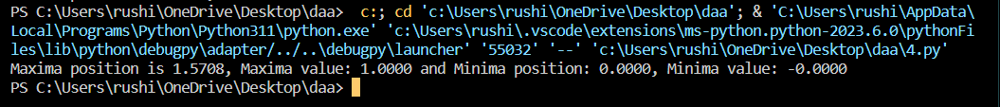 PS C:\Users\rushi\OneDrive\Desktop\daa>  c:; cd 'c:\Users\rushi\OneDrive\Desktop\daa'; & 'C:\Users\rushi\AppData\
Local\Programs\Python\Python311\python.exe' 'c:\Users\rushi\.vscode\extensions\ms-python.python-2023.6.0\pythonFi
les\lib\python\debugpy\adapter/../..\debugpy\launcher' '55032' '--' 'c:\Users\rushi\OneDrive\Desktop\daa\4.py'
Maxima position is 1.5708, Maxima value: 1.0000 and Minima position: 0.0000, Minima value: -0.0000
PS C:\Users\rushi\OneDrive\Desktop\daa>